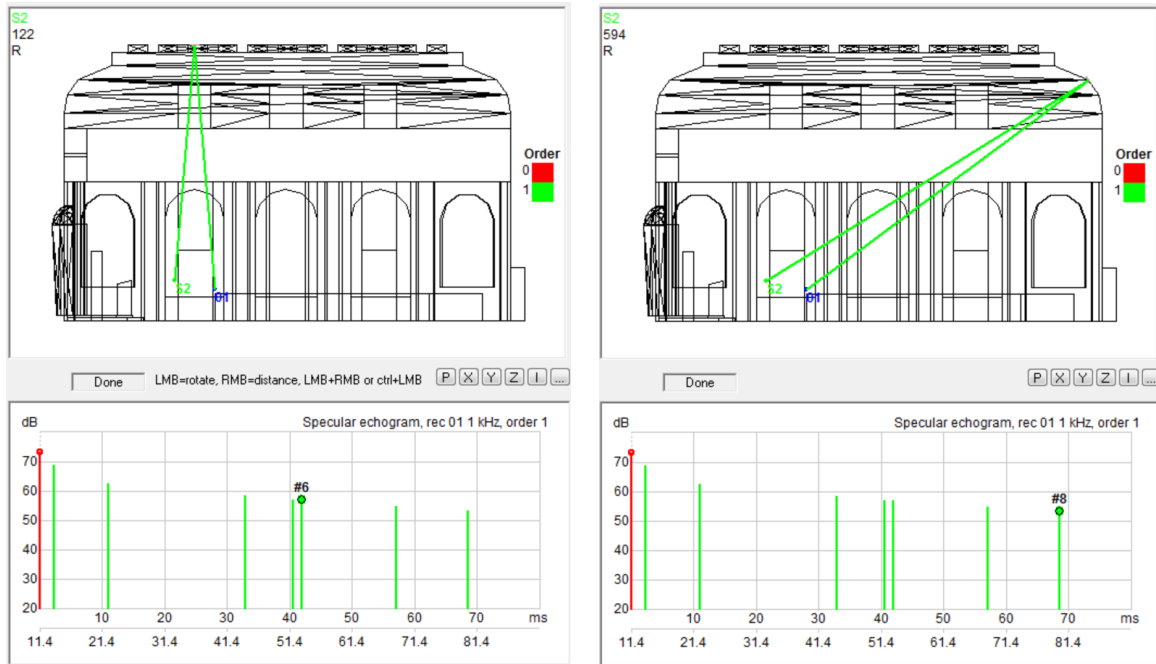 S2
122
R
Order
0
1
S2
01
Done LMB=rotate, RMB=distance, LMB+RMB or ctrl+LMB P X Y Z I ...
dB Specular echogram, rec 01 1 kHz, order 1
70
60
50
40
30
20
#6
10 20 30 40 50 60 70 ms
11.4 21.4 31.4 41.4 51.4 61.4 71.4 81.4
S2
594
R
Order
0
1
S2
01
Done P X Y Z I ...
dB Specular echogram, rec 01 1 kHz, order 1
70
60
50
40
30
20
#8
10 20 30 40 50 60 70 ms
11.4 21.4 31.4 41.4 51.4 61.4 71.4 81.4